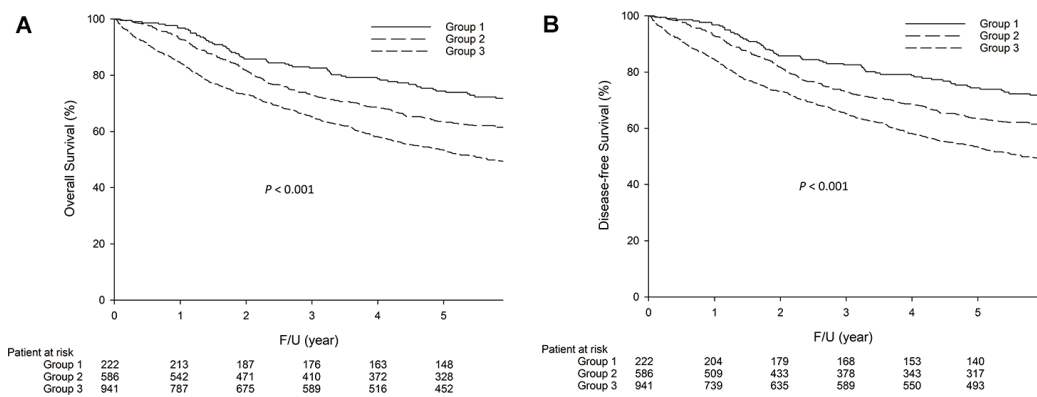 A
Group 1
Group 2
Group 3
100
80
60
40
20
0
Overall Survival (%)
P < 0.001
0 1 2 3 4 5
F/U (year)
Patient at risk
Group 1 222 213 187 176 163 148
Group 2 586 542 471 410 372 328
Group 3 941 787 675 589 516 452
B
Group 1
Group 2
Group 3
100
80
60
40
20
0
Disease-free Survival (%)
P < 0.001
0 1 2 3 4 5
F/U (year)
Patient at risk
Group 1 222 204 179 168 153 140
Group 2 586 509 433 378 343 317
Group 3 941 739 635 589 550 493